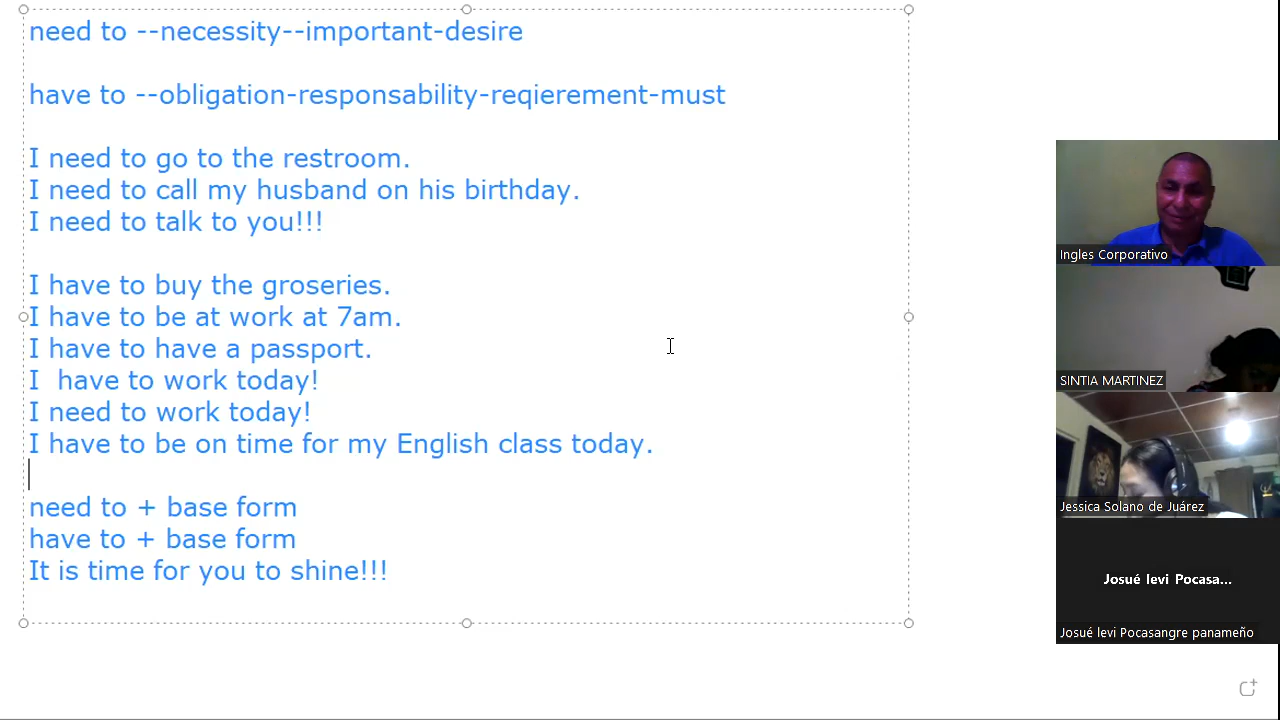 need to --necessity--important-desire
have to --obligation-responsability-reqierement-must
I need to go to the restroom.
I need to call my husband on his birthday.
I need to talk to you!!!
I have to buy the groseries.
I have to be at work at 7am.
I have to have a passport.
I  have to work today!
I need to work today!
I have to be on time for my English class today.
need to + base form
have to + base form
It is time for you to shine!!!
Ingles Corporativo
SINTIA MARTINEZ
Jessica Solano de Juárez
Josué levi Pocasa...
Josué levi Pocasangre panameño